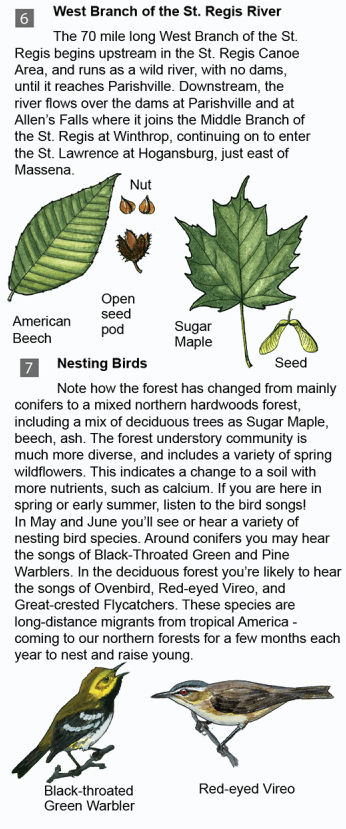 6 West Branch of the St. Regis River
The 70 mile long West Branch of the St.
Regis begins upstream in the St. Regis Canoe
Area, and runs as a wild river, with no dams,
until it reaches Parishville. Downstream, the
river flows over the dams at Parishville and at
Allen's Falls where it joins the Middle Branch of
the St. Regis at Winthrop, continuing on to enter
the St. Lawrence at Hogansburg, just east of
Massena.
Nut
Open
seed
pod
American
Beech
Sugar
Maple
Seed
7 Nesting Birds
Note how the forest has changed from mainly
conifers to a mixed northern hardwoods forest,
including a mix of deciduous trees as Sugar Maple,
beech, ash. The forest understory community is
much more diverse, and includes a variety of spring
wildflowers. This indicates a change to a soil with
more nutrients, such as calcium. If you are here in
spring or early summer, listen to the bird songs!
In May and June you'll see or hear a variety of
nesting bird species. Around conifers you may hear
the songs of Black-Throated Green and Pine
Warblers. In the deciduous forest you're likely to hear
the songs of Ovenbird, Red-eyed Vireo, and
Great-crested Flycatchers. These species are
long-distance migrants from tropical America -
coming to our northern forests for a few months each
year to nest and raise young.
Black-throated
Green Warbler
Red-eyed Vireo